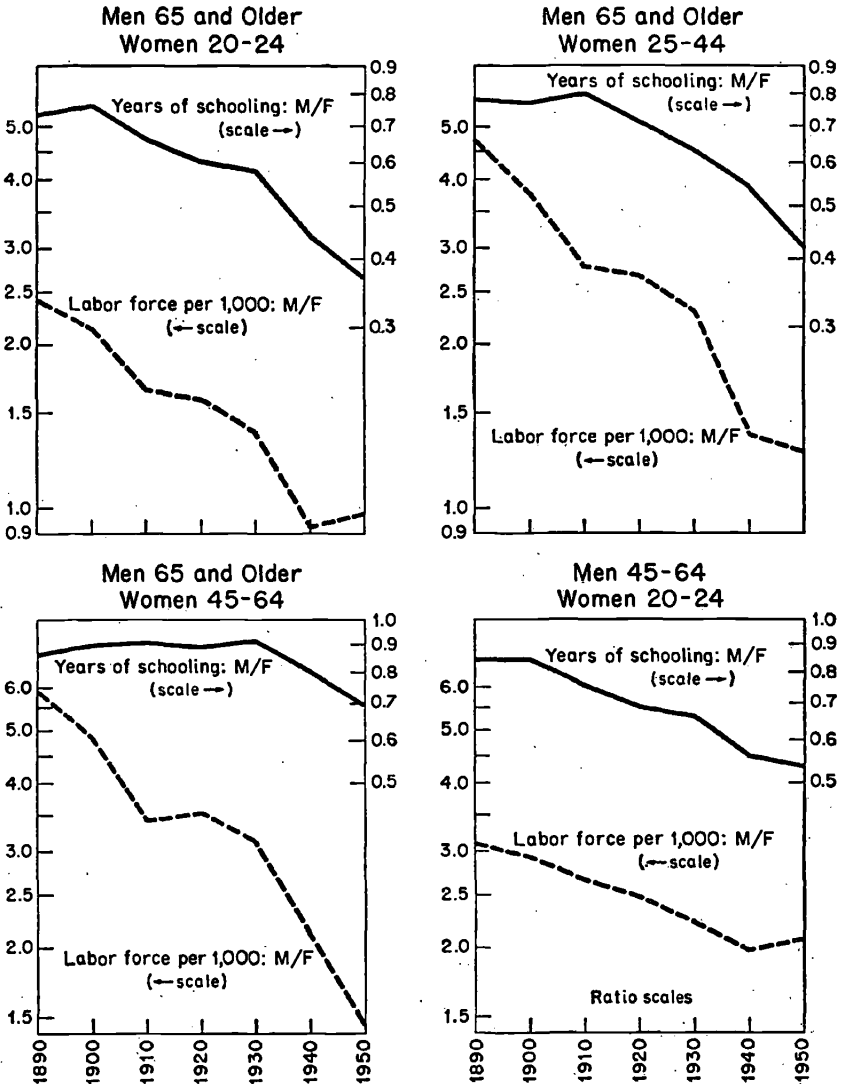 Men 65 and Older
Women 20-24
Years of schooling: M/F
(scale→)
Labor force per 1,000: M/F
(←scale)
5.0
4.0
3.0
2.5
2.0
1.5
1.0
0.9
0.9
0.8
0.7
0.6
0.5
0.4
0.3
Men 65 and Older
Women 25-44
Years of schooling: M/F
(scale→)
Labor force per 1,000: M/F
(←scale)
5.0
4.0
3.0
2.5
2.0
1.5
1.0
0.9
0.9
0.8
0.7
0.6
0.5
0.4
0.3
Men 65 and Older
Women 45-64
Years of schooling: M/F
(scale→)
Labor force per 1,000: M/F
(←scale)
6.0
5.0
4.0
3.0
2.5
2.0
1.5
1.0
0.9
0.8
0.7
0.6
0.5
1890
1900
1910
1920
1930
1940
1950
Men 45-64
Women 20-24
Years of schooling: M/F
(scale→)
Labor force per 1,000: M/F
(←scale)
Ratio scales
6.0
5.0
4.0
3.0
2.5
2.0
1.5
1.0
0.9
0.8
0.7
0.6
0.5
1890
1900
1910
1920
1930
1940
1950